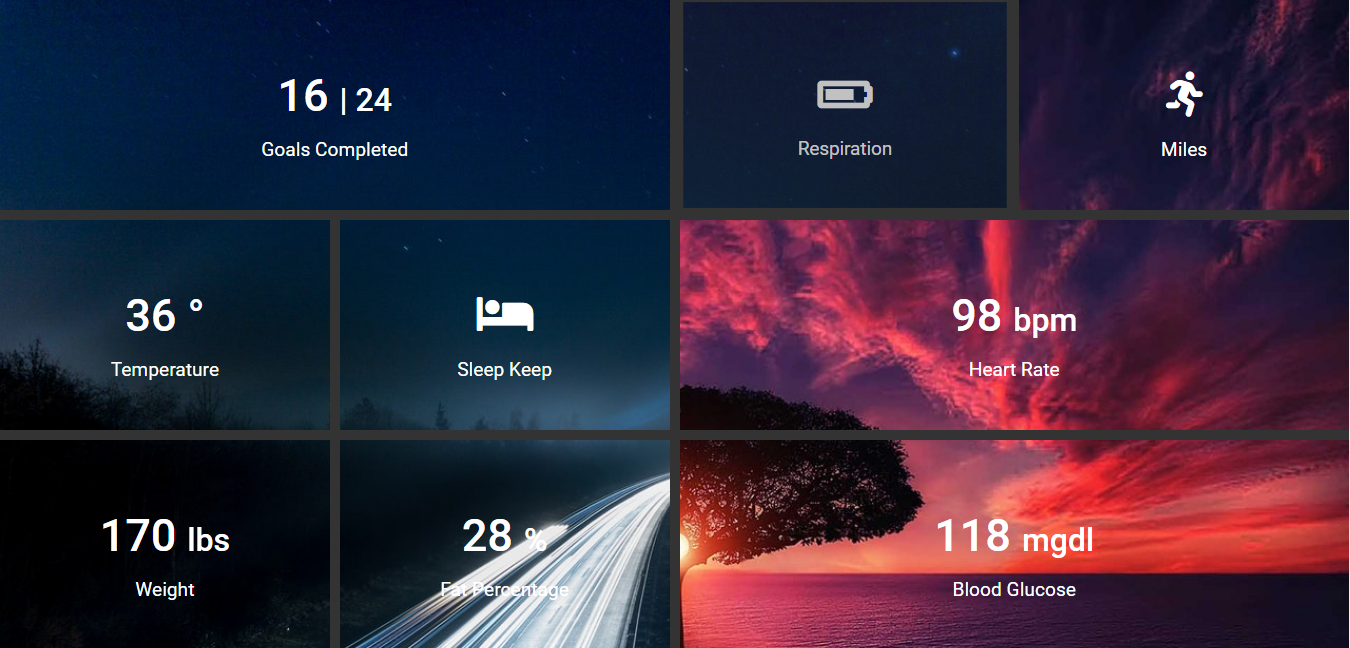 16 | 24
Goals Completed
Respiration
Miles
36 °
Temperature
Sleep Keep
98 bpm
Heart Rate
170 lbs
Weight
28 %
Fat Percentage
118 mgdl
Blood Glucose